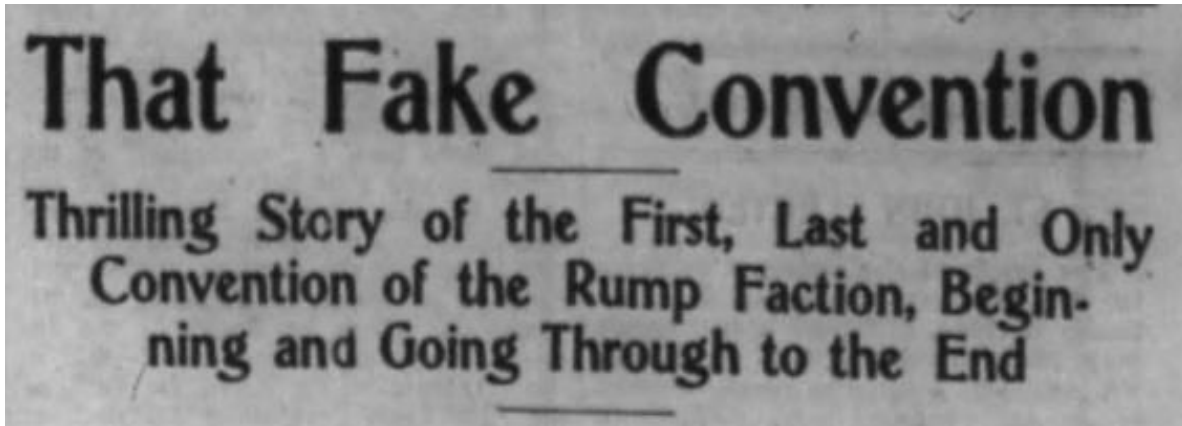 That Fake Convention
Thrilling Story of the First, Last and Only
Convention of the Rump Faction, Begin-
ning and Going Through to the End